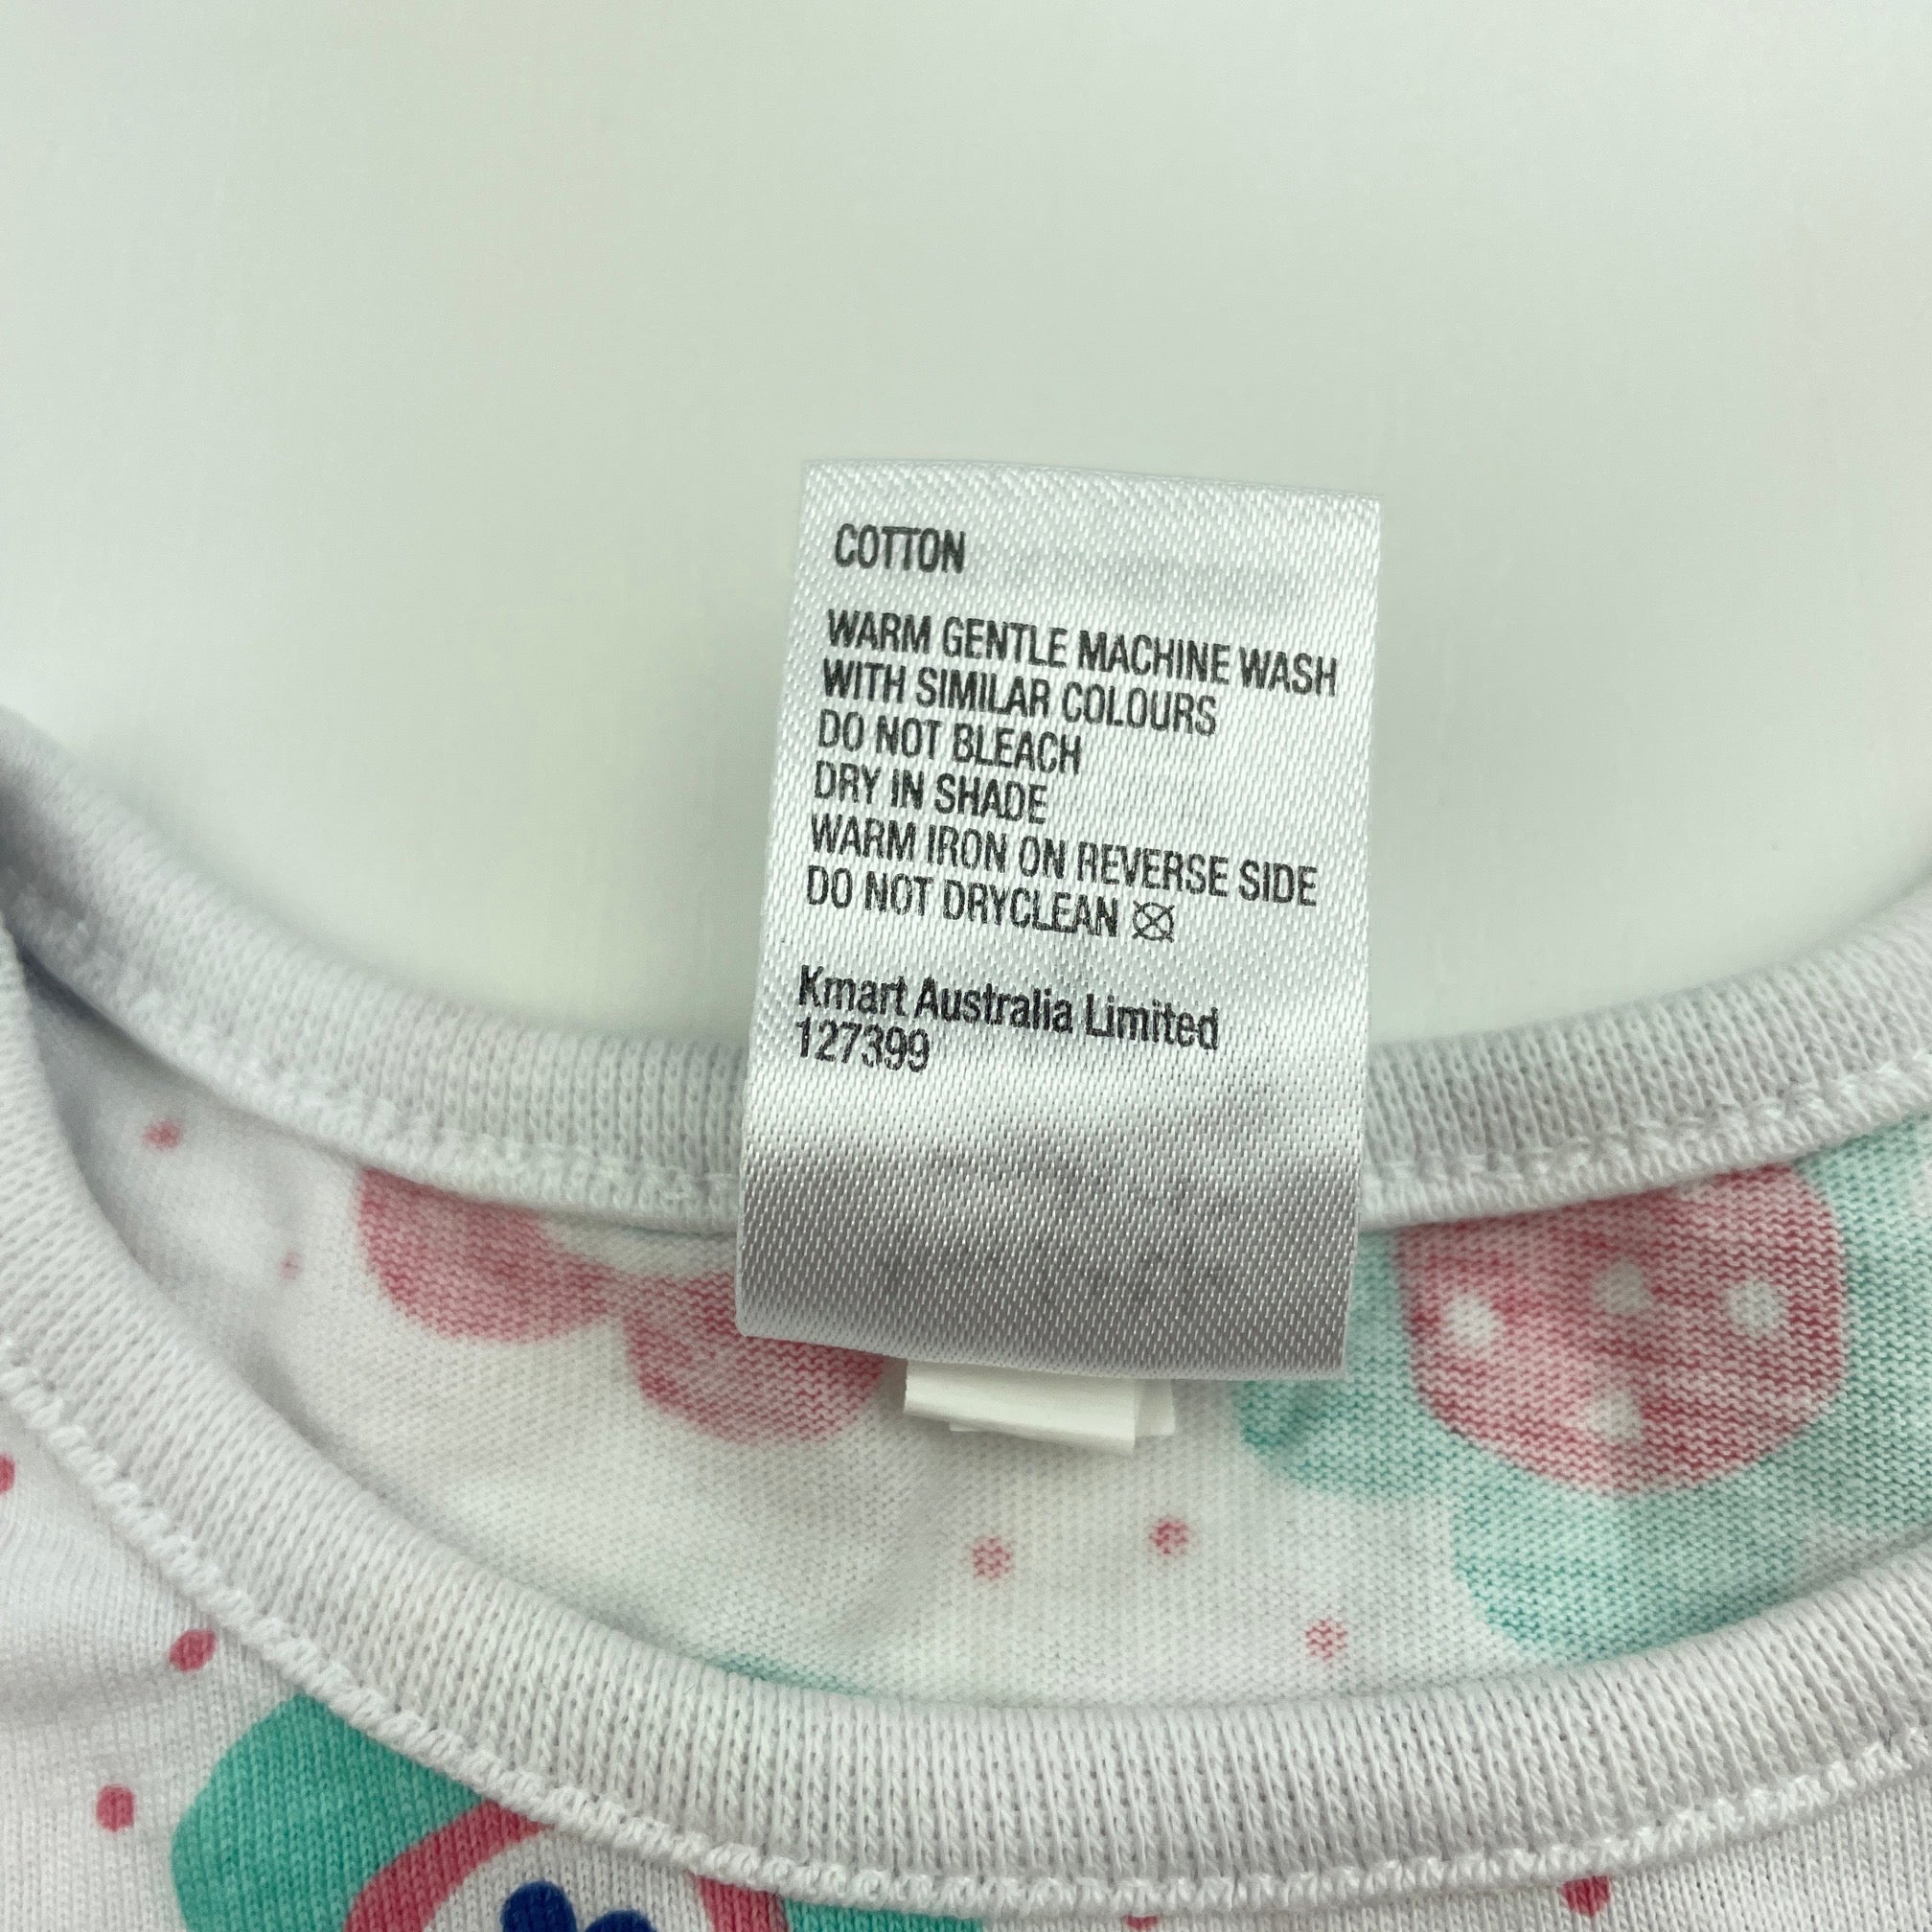 COTTON
WARM GENTLE MACHINE WASH
WITH SIMILAR COLOURS
DO NOT BLEACH
DRY IN SHADE
WARM IRON ON REVERSE SIDE
DO NOT DRYCLEAN
Kmart Australia Limited
127399